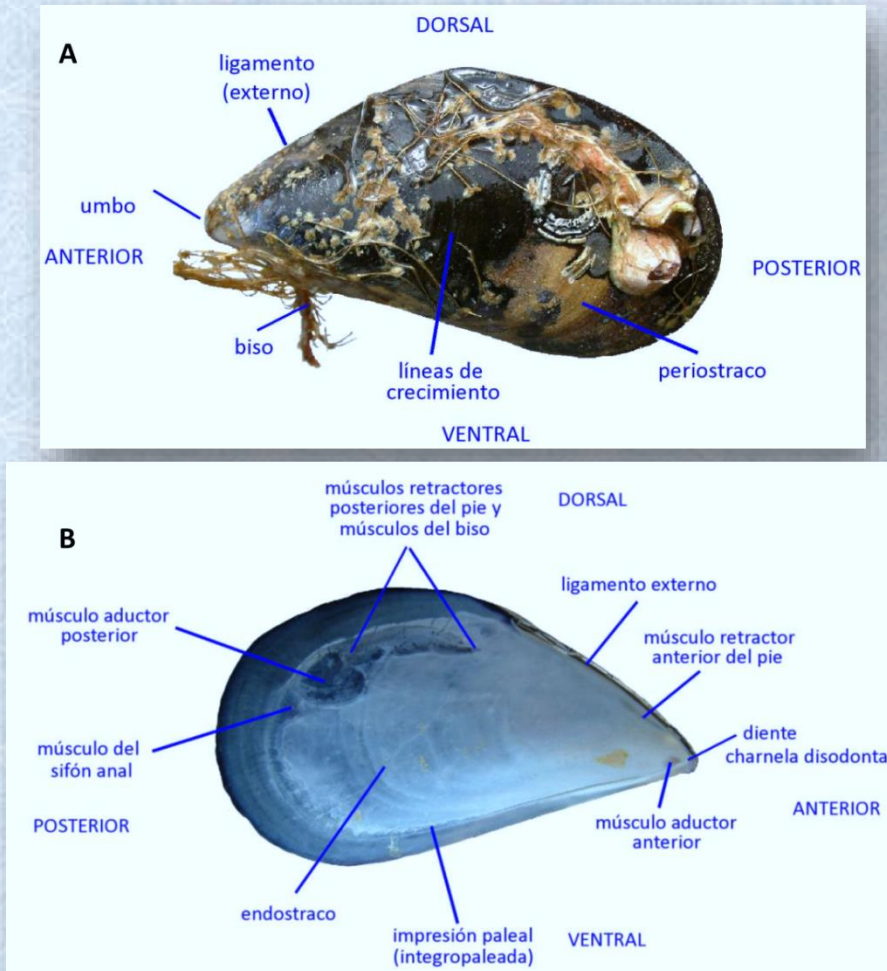 A
DORSAL
ligamento
(externo)
umbo
ANTERIOR
POSTERIOR
biso
líneas de
crecimiento
periostraco
VENTRAL
B
músculos retractores
posteriores del pie y
músculos del biso
DORSAL
ligamento externo
músculo aductor
posterior
músculo retractor
anterior del pie
músculo del
sifón anal
diente
charnela disodonta
POSTERIOR
ANTERIOR
músculo aductor
anterior
endostraco
impresión paleal
(integropaleada)
VENTRAL